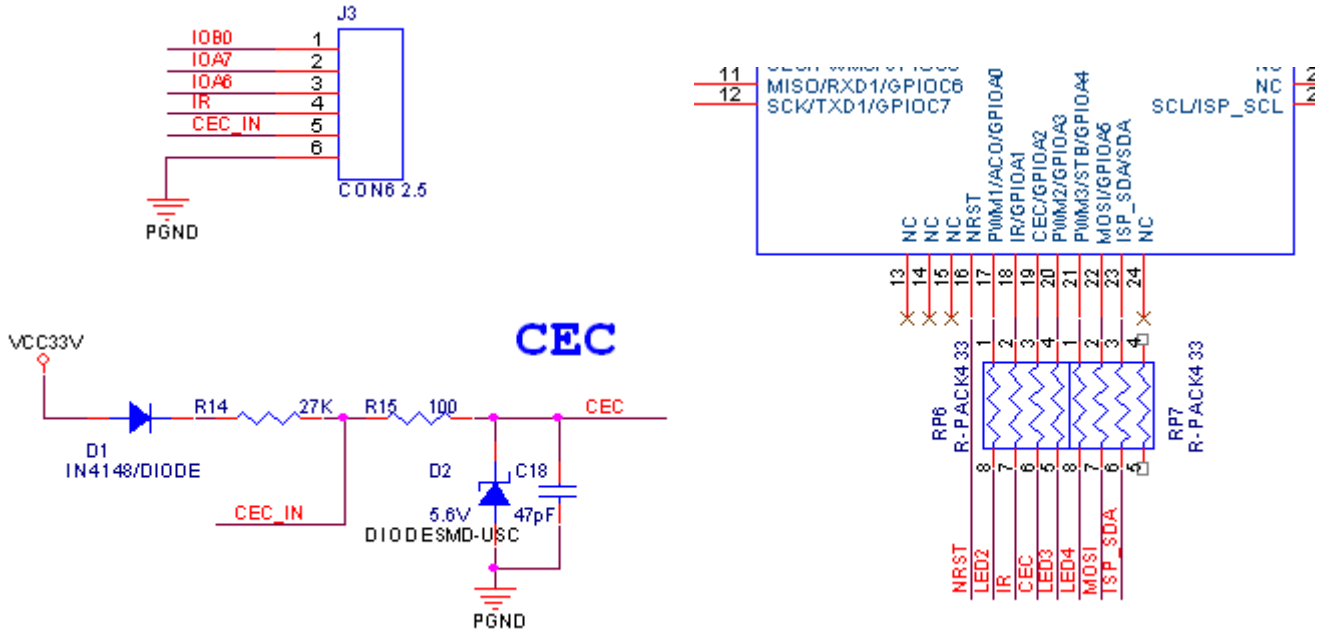 J3
IOB0 1
IOA7 2
IOA6 3
IR 4
CEC_IN 5
6
CON6 2.5
PGND
11 MISO/RXD1/GPIOC6
12 SCK/TXD1/GPIOC7
NC
SCL/ISP_SCL
NC
NC
NC
NRST
PWM1/ACO/GPIOA0
IR/GPIOA1
CEC/GPIOA2
PWM2/GPIOA3
PWM3/STB/GPIOA4
MOSI/GPIOA5
ISP_SDA/SDA
NC
13 14 15 16 17 18 19 20 21 22 23 24
1 2 3 4 1 2 3 4
RP6
R-PACK4 33
RP7
R-PACK4 33
8 7 6 5 8 7 6 5
NRST
LED2
IR
CEC
LED3
LED4
MOSI
ISP_SDA
CEC
VCC33V
R14 27K R15 100 CEC
D1
IN4148/DIODE
D2 C18
CEC_IN
5.6V 47pF
DIODESMD-USC
PGND